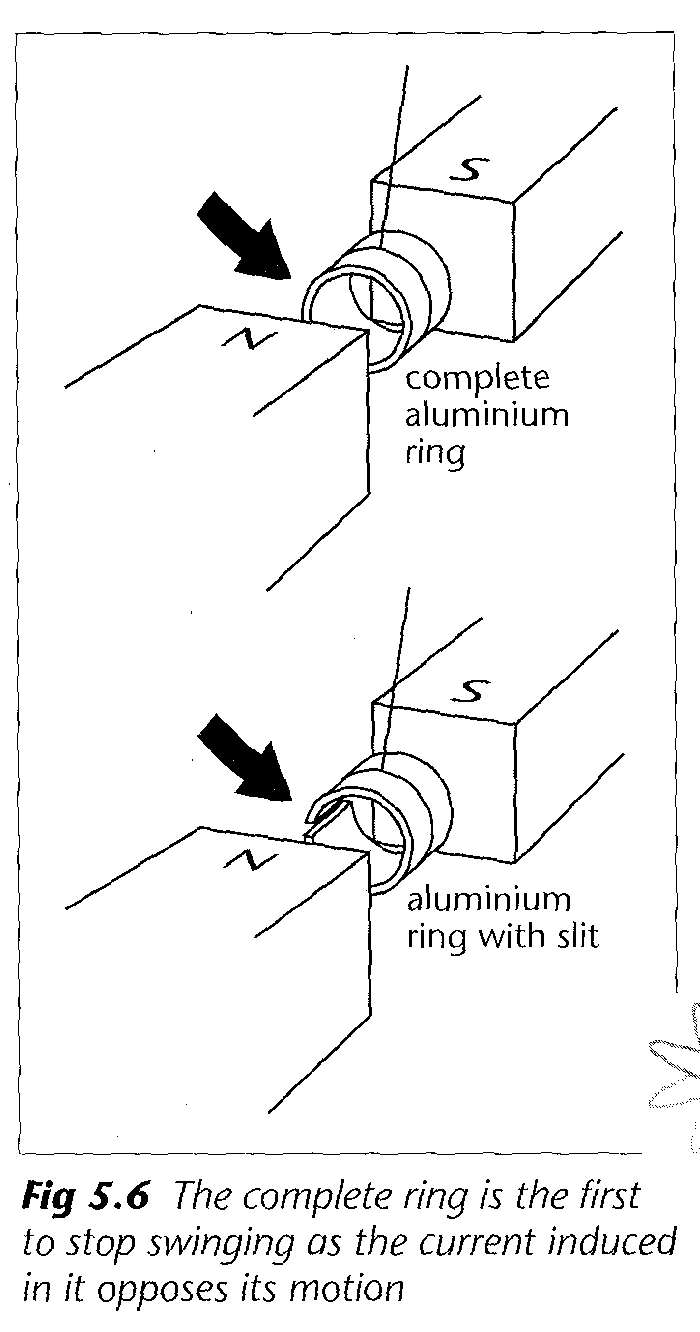 S
N
complete
aluminium
ring
S
N
aluminium
ring with slit
Fig 5.6 The complete ring is the first
to stop swinging as the current induced
in it opposes its motion